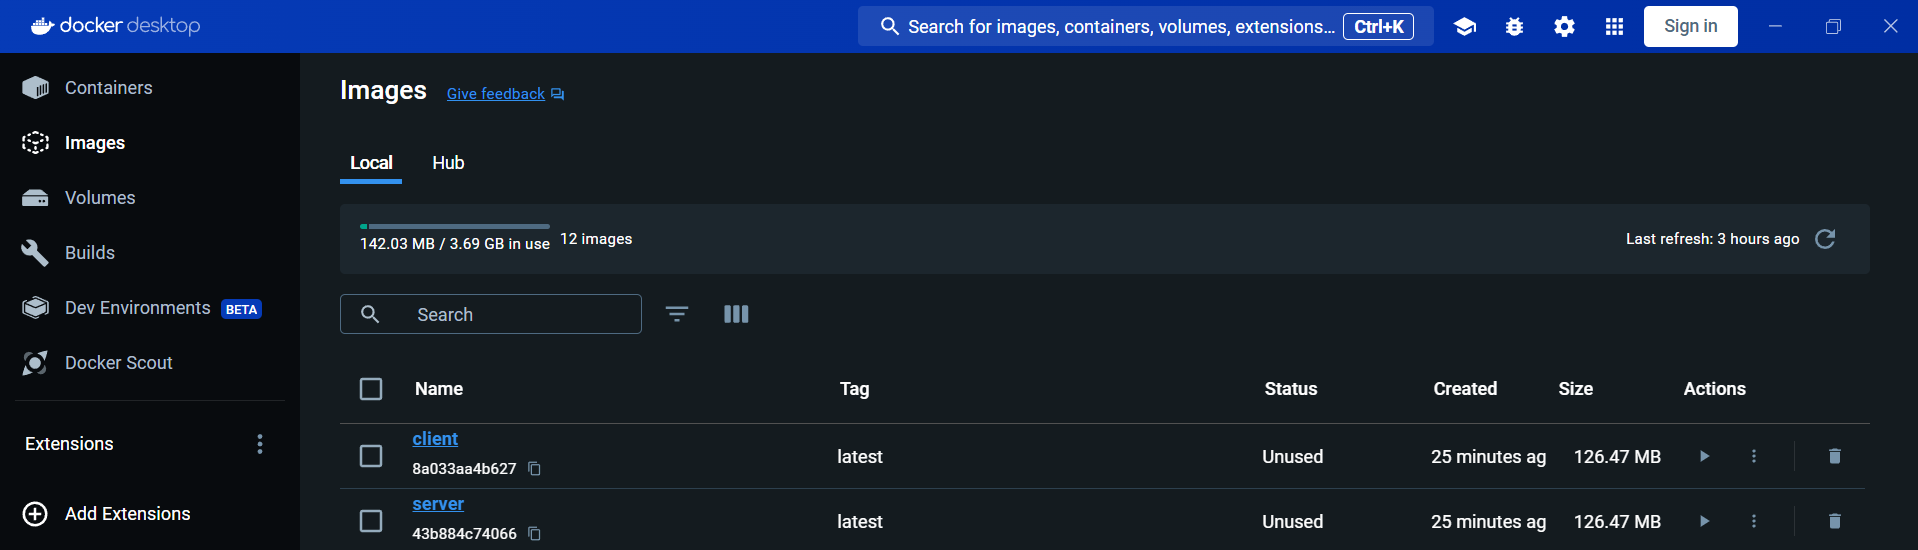 docker desktop
Search for images, containers, volumes, extensions... Ctrl+K
Sign in
Containers
Images
Volumes
Builds
Dev Environments BETA
Docker Scout
Extensions
Add Extensions
Images Give feedback
Local Hub
142.03 MB / 3.69 GB in use 12 images
Last refresh: 3 hours ago
Search
Name Tag Status Created Size Actions
client
8a033aa4b627
latest Unused 25 minutes ag 126.47 MB
server
43b884c74066
latest Unused 25 minutes ag 126.47 MB